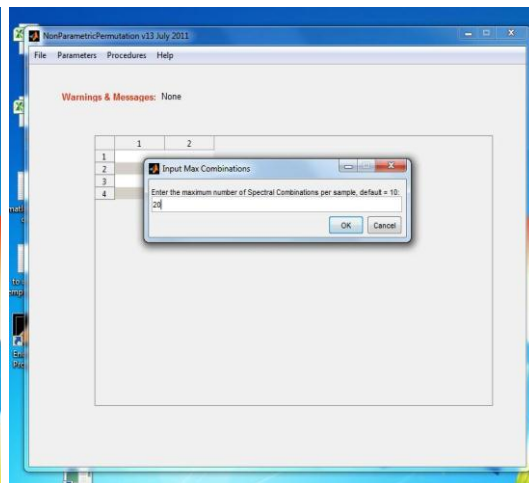 NonParametricPermutation v13 July 2011
File Parameters Procedures Help
Warnings & Messages: None
1 2
1
2
3
4
Input Max Combinations
Enter the maximum number of Spectral Combinations per sample, default = 10:
20
OK Cancel